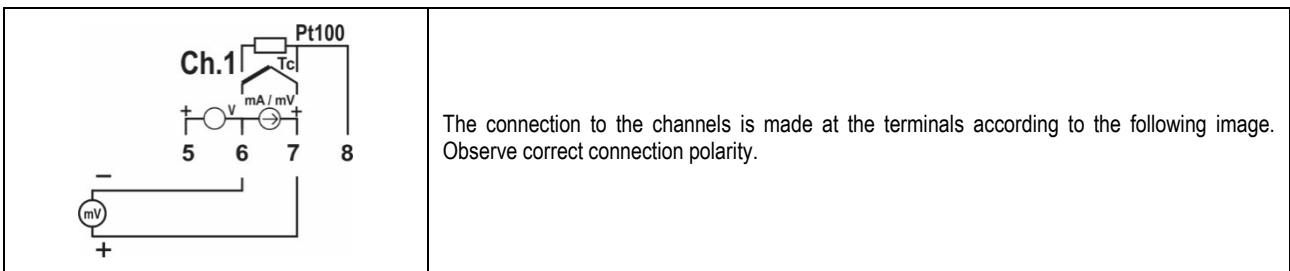 Pt100
Ch.1
Tc
mA / mV
+ V +
5 6 7 8
−
mV
+
The connection to the channels is made at the terminals according to the following image.
Observe correct connection polarity.